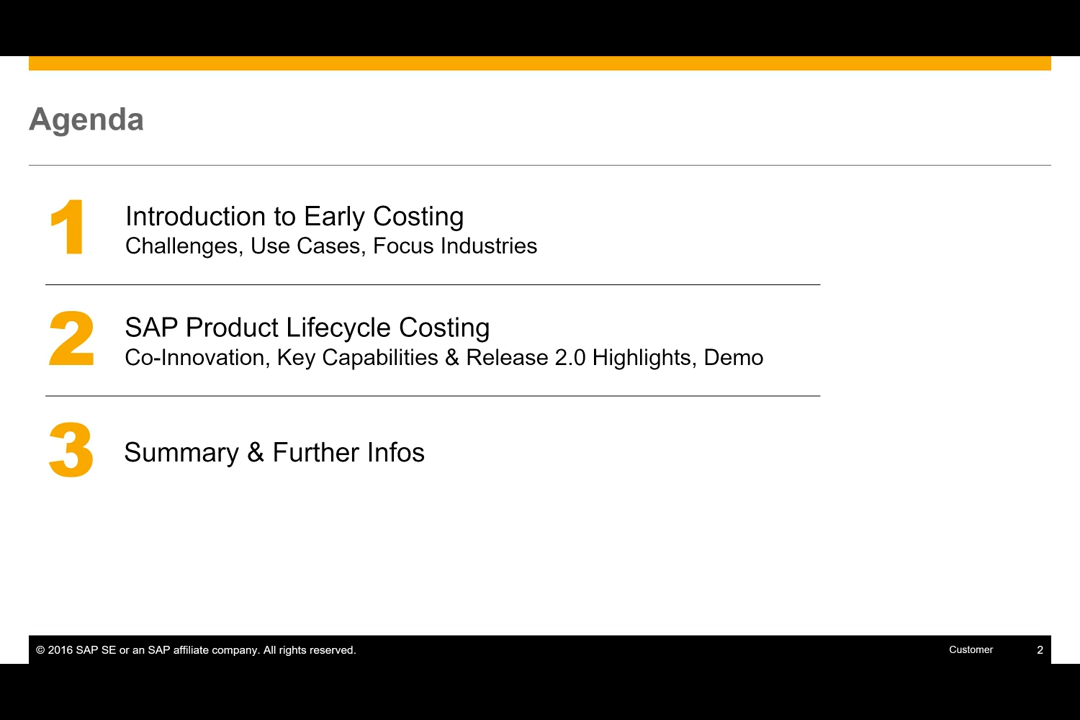 Agenda
1
Introduction to Early Costing
Challenges, Use Cases, Focus Industries
2
SAP Product Lifecycle Costing
Co-Innovation, Key Capabilities & Release 2.0 Highlights, Demo
3
Summary & Further Infos
© 2016 SAP SE or an SAP affiliate company. All rights reserved.
Customer
2